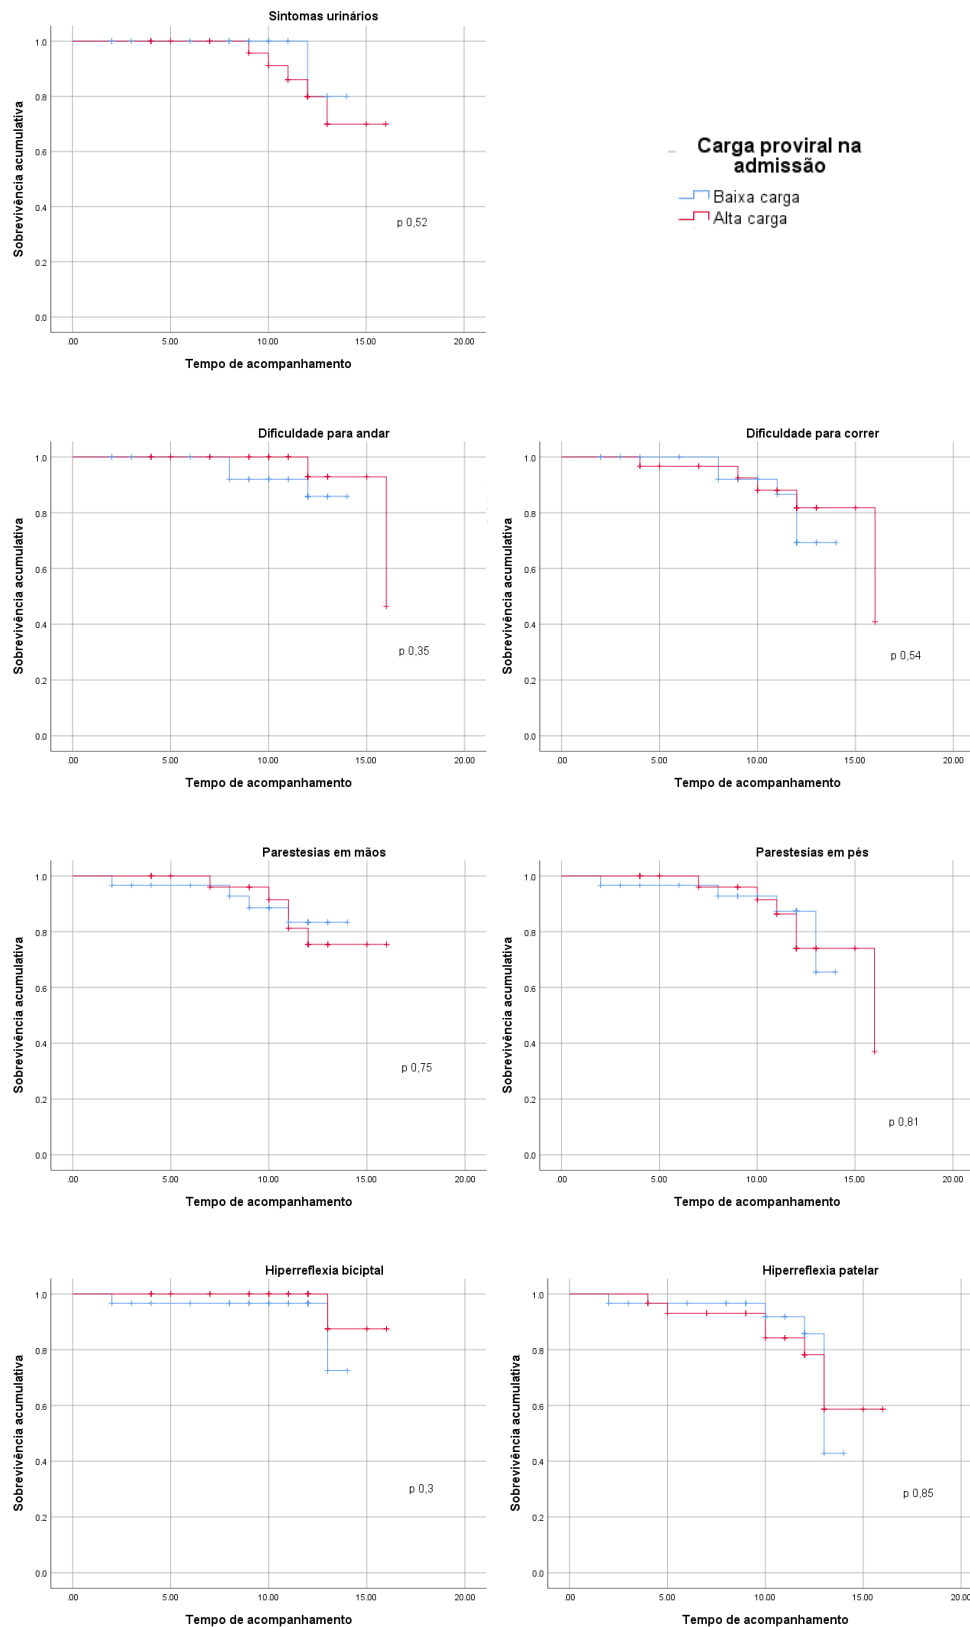 Sintomas urinários
Sobrevivência acumulativa
1.0
0.8
0.6
0.4
0.2
0.0
p 0,52
.00 5.00 10.00 15.00 20.00
Tempo de acompanhamento
Carga proviral na
admissão
Baixa carga
Alta carga
Dificuldade para andar
Sobrevivência acumulativa
1.0
0.8
0.6
0.4
0.2
0.0
p 0,35
.00 5.00 10.00 15.00 20.00
Tempo de acompanhamento
Dificuldade para correr
Sobrevivência acumulativa
1.0
0.8
0.6
0.4
0.2
0.0
p 0,54
.00 5.00 10.00 15.00 20.00
Tempo de acompanhamento
Parestesias em mãos
Sobrevivência acumulativa
1.0
0.8
0.6
0.4
0.2
0.0
p 0,75
.00 5.00 10.00 15.00 20.00
Tempo de acompanhamento
Parestesias em pés
Sobrevivência acumulativa
1.0
0.8
0.6
0.4
0.2
0.0
p 0,81
.00 5.00 10.00 15.00 20.00
Tempo de acompanhamento
Hiperreflexia biciptal
Sobrevivência acumulativa
1.0
0.8
0.6
0.4
0.2
0.0
p 0,3
.00 5.00 10.00 15.00 20.00
Tempo de acompanhamento
Hiperreflexia patelar
Sobrevivência acumulativa
1.0
0.8
0.6
0.4
0.2
0.0
p 0,85
.00 5.00 10.00 15.00 20.00
Tempo de acompanhamento